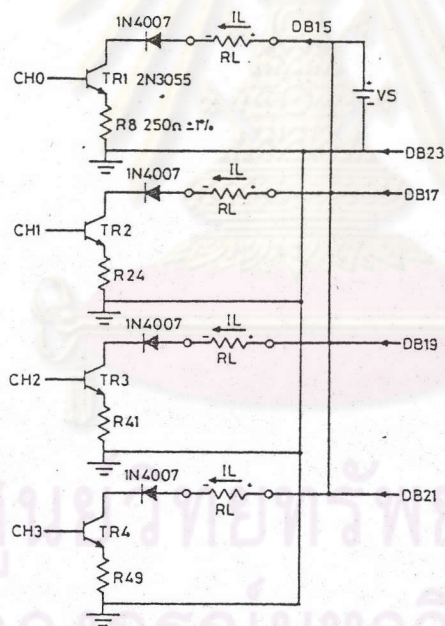 1N4007
IL
DB15
- RL +
CH0
TR1 2N3055
+ VS -
R8 250Ω ±1%
DB23
1N4007
IL
- RL +
DB17
CH1
TR2
R24
1N4007
IL
- RL +
DB19
CH2
TR3
R41
1N4007
IL
- RL +
DB21
CH3
TR4
R49